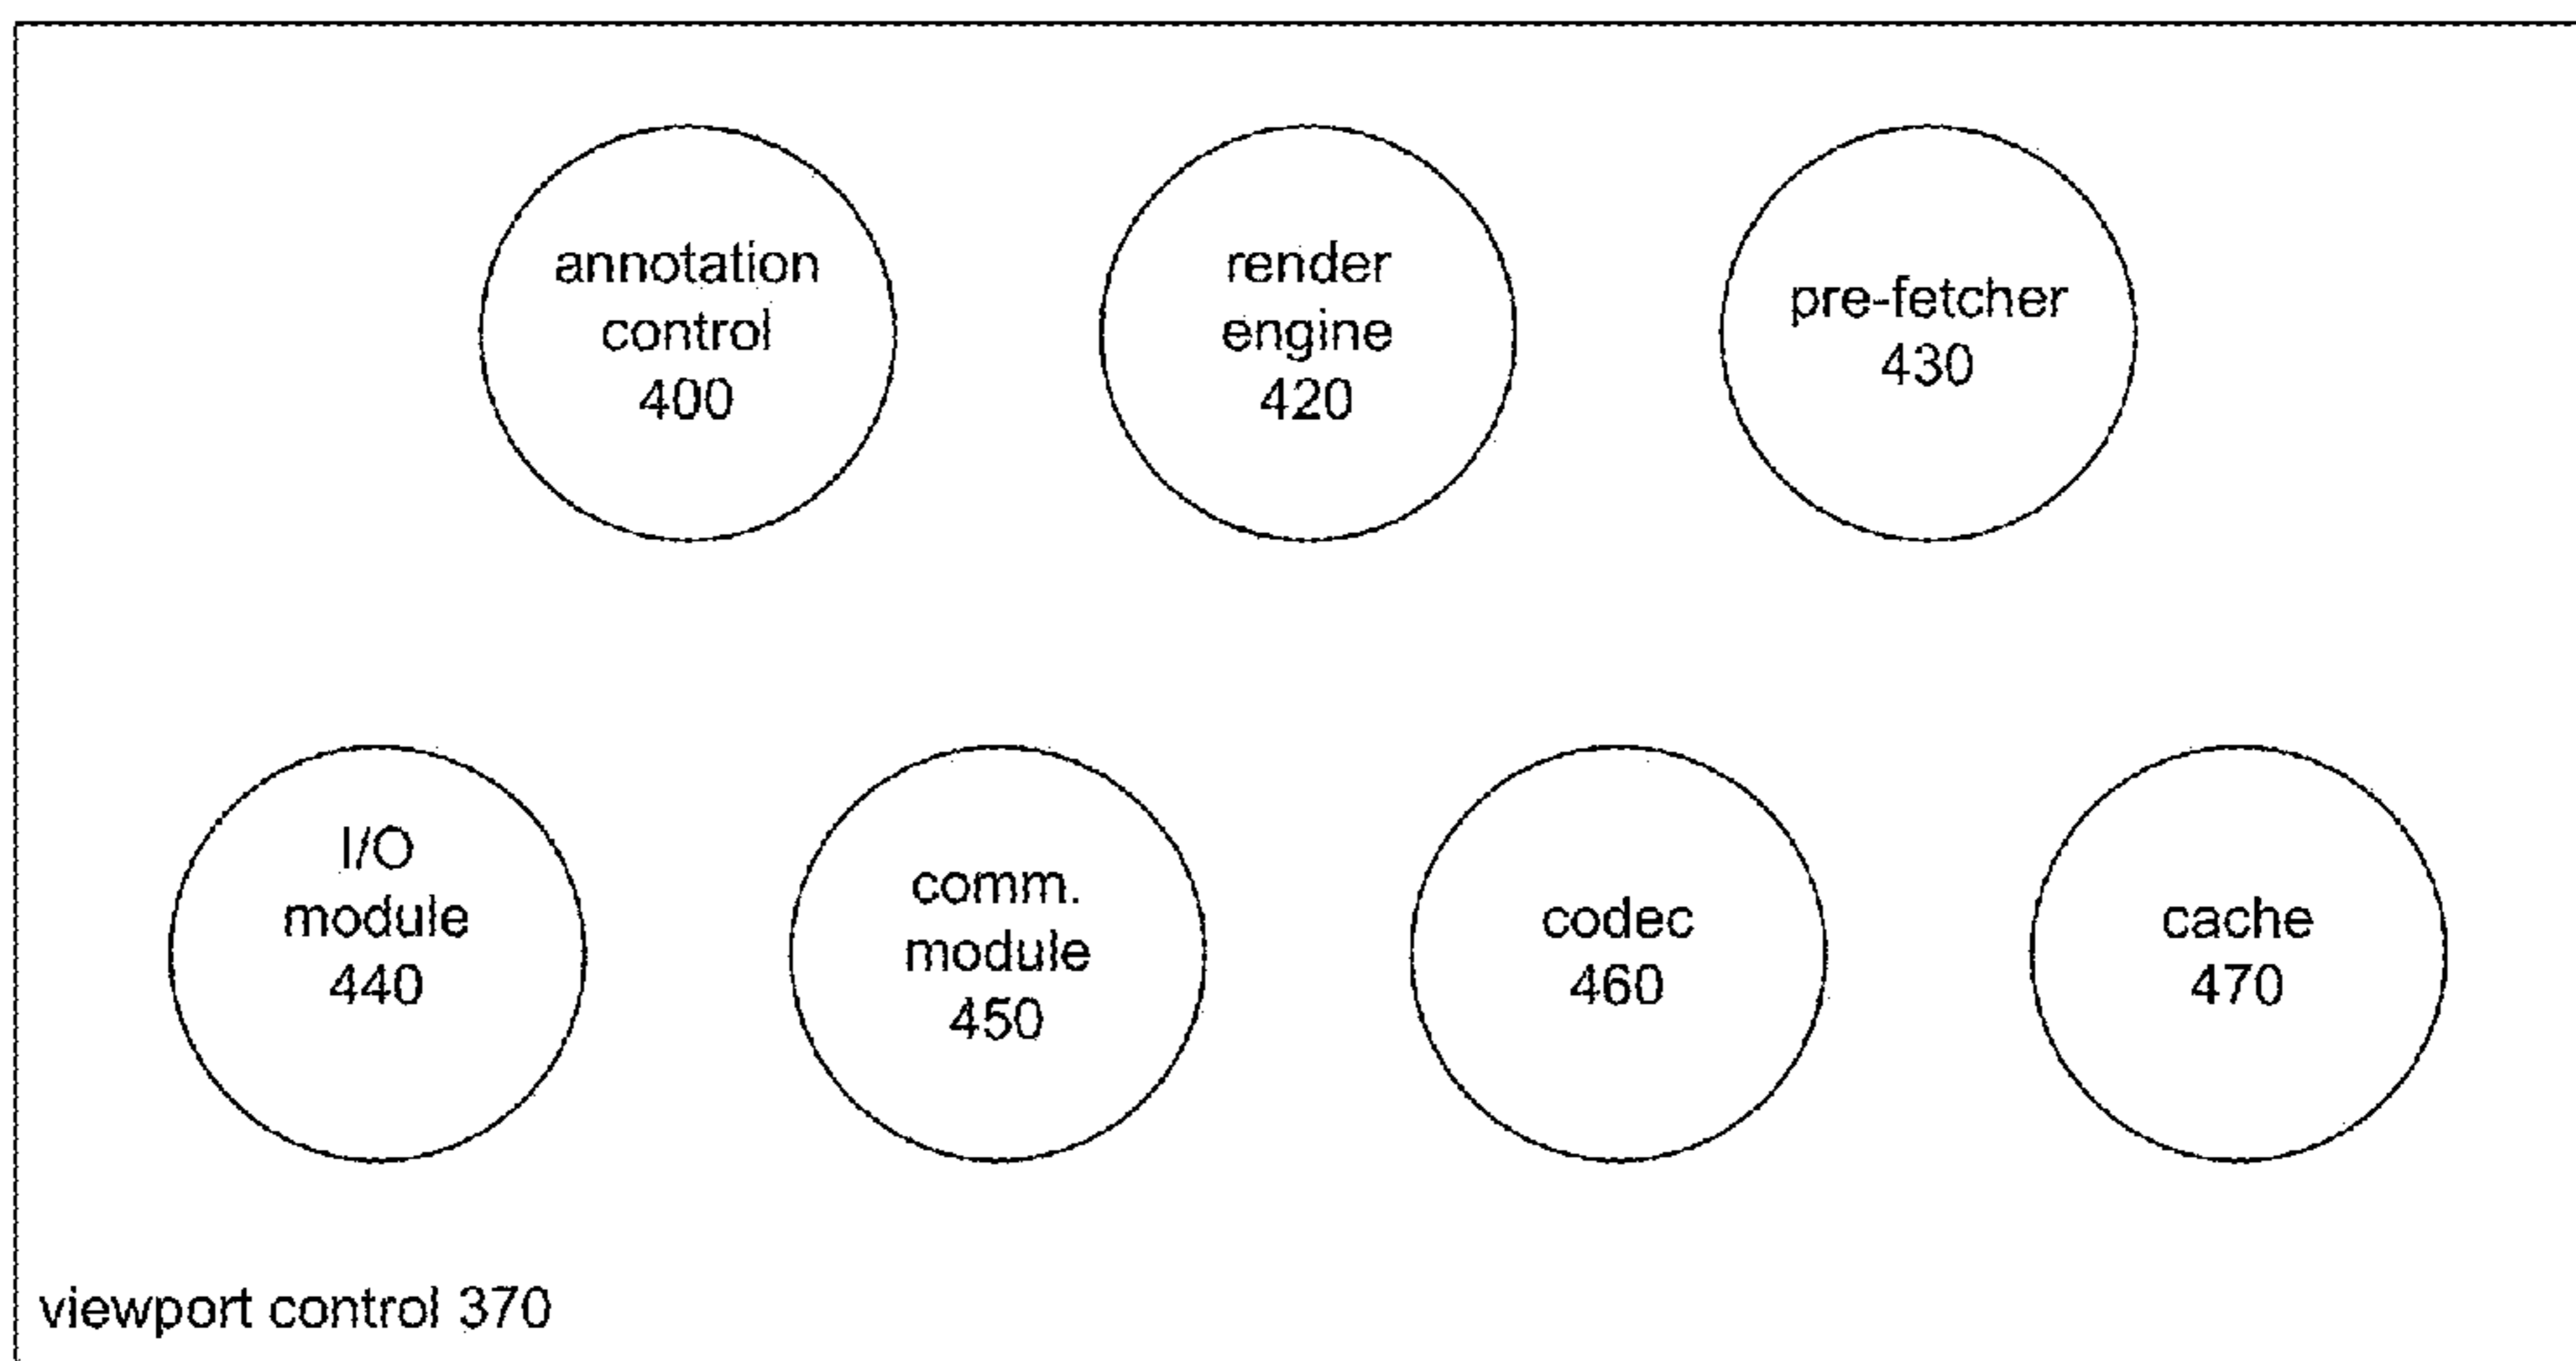 annotation
control
400
render
engine
420
pre-fetcher
430
I/O
module
440
comm.
module
450
codec
460
cache
470
viewport control 370